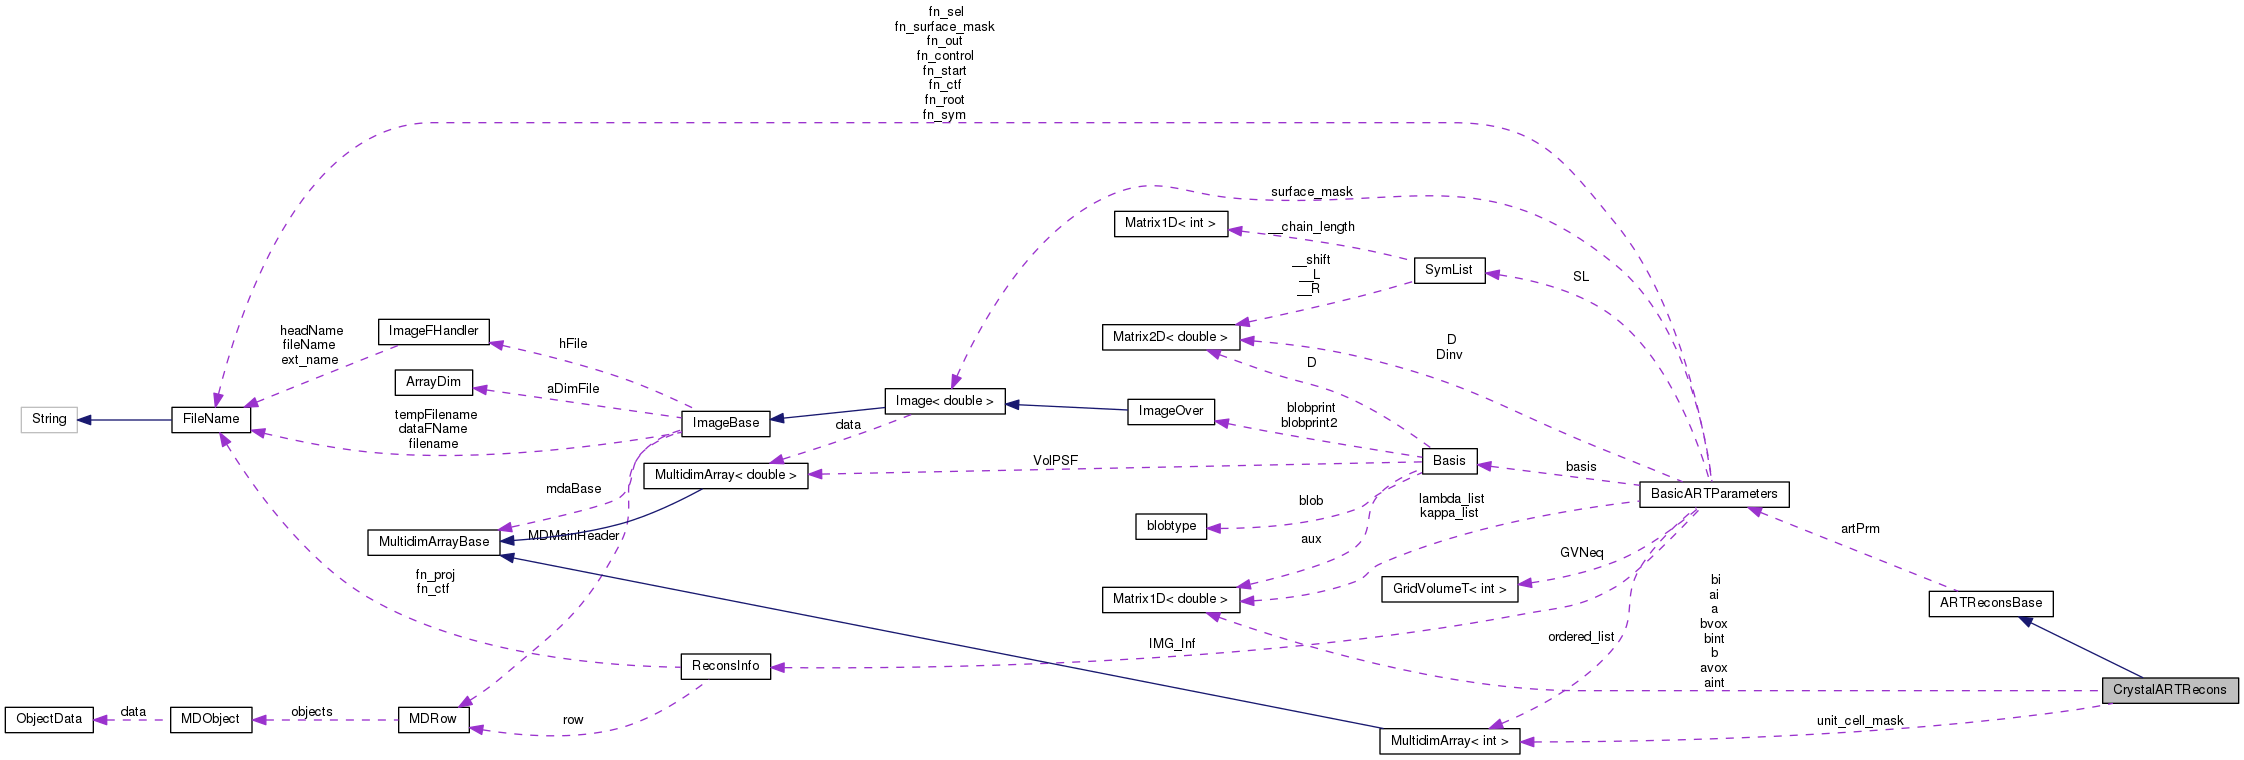 fn_sel
fn_surface_mask
fn_out
fn_control
fn_start
fn_ctf
fn_root
fn_sym
surface_mask
Matrix1D< int >
__chain_length
__shift
__L
__R
SymList
SL
ImageFHandler
headName
fileName
ext_name
hFile
Matrix2D< double >
D
Dinv
D
ArrayDim
aDimFile
String
FileName
tempFilename
dataFName
filename
ImageBase
Image< double >
data
ImageOver
blobprint
blobprint2
Basis
basis
VolPSF
MultidimArray< double >
mdaBase
BasicARTParameters
lambda_list
kappa_list
blob
blobtype
aux
MultidimArrayBase
MDMainHeader
artPrm
GVNeq
GridVolumeT< int >
fn_proj
fn_ctf
Matrix1D< double >
bi
ai
a
bvox
bint
b
avox
aint
ARTReconsBase
ordered_list
IMG_Inf
ReconsInfo
CrystalARTRecons
ObjectData
data
MDObject
objects
MDRow
row
unit_cell_mask
MultidimArray< int >